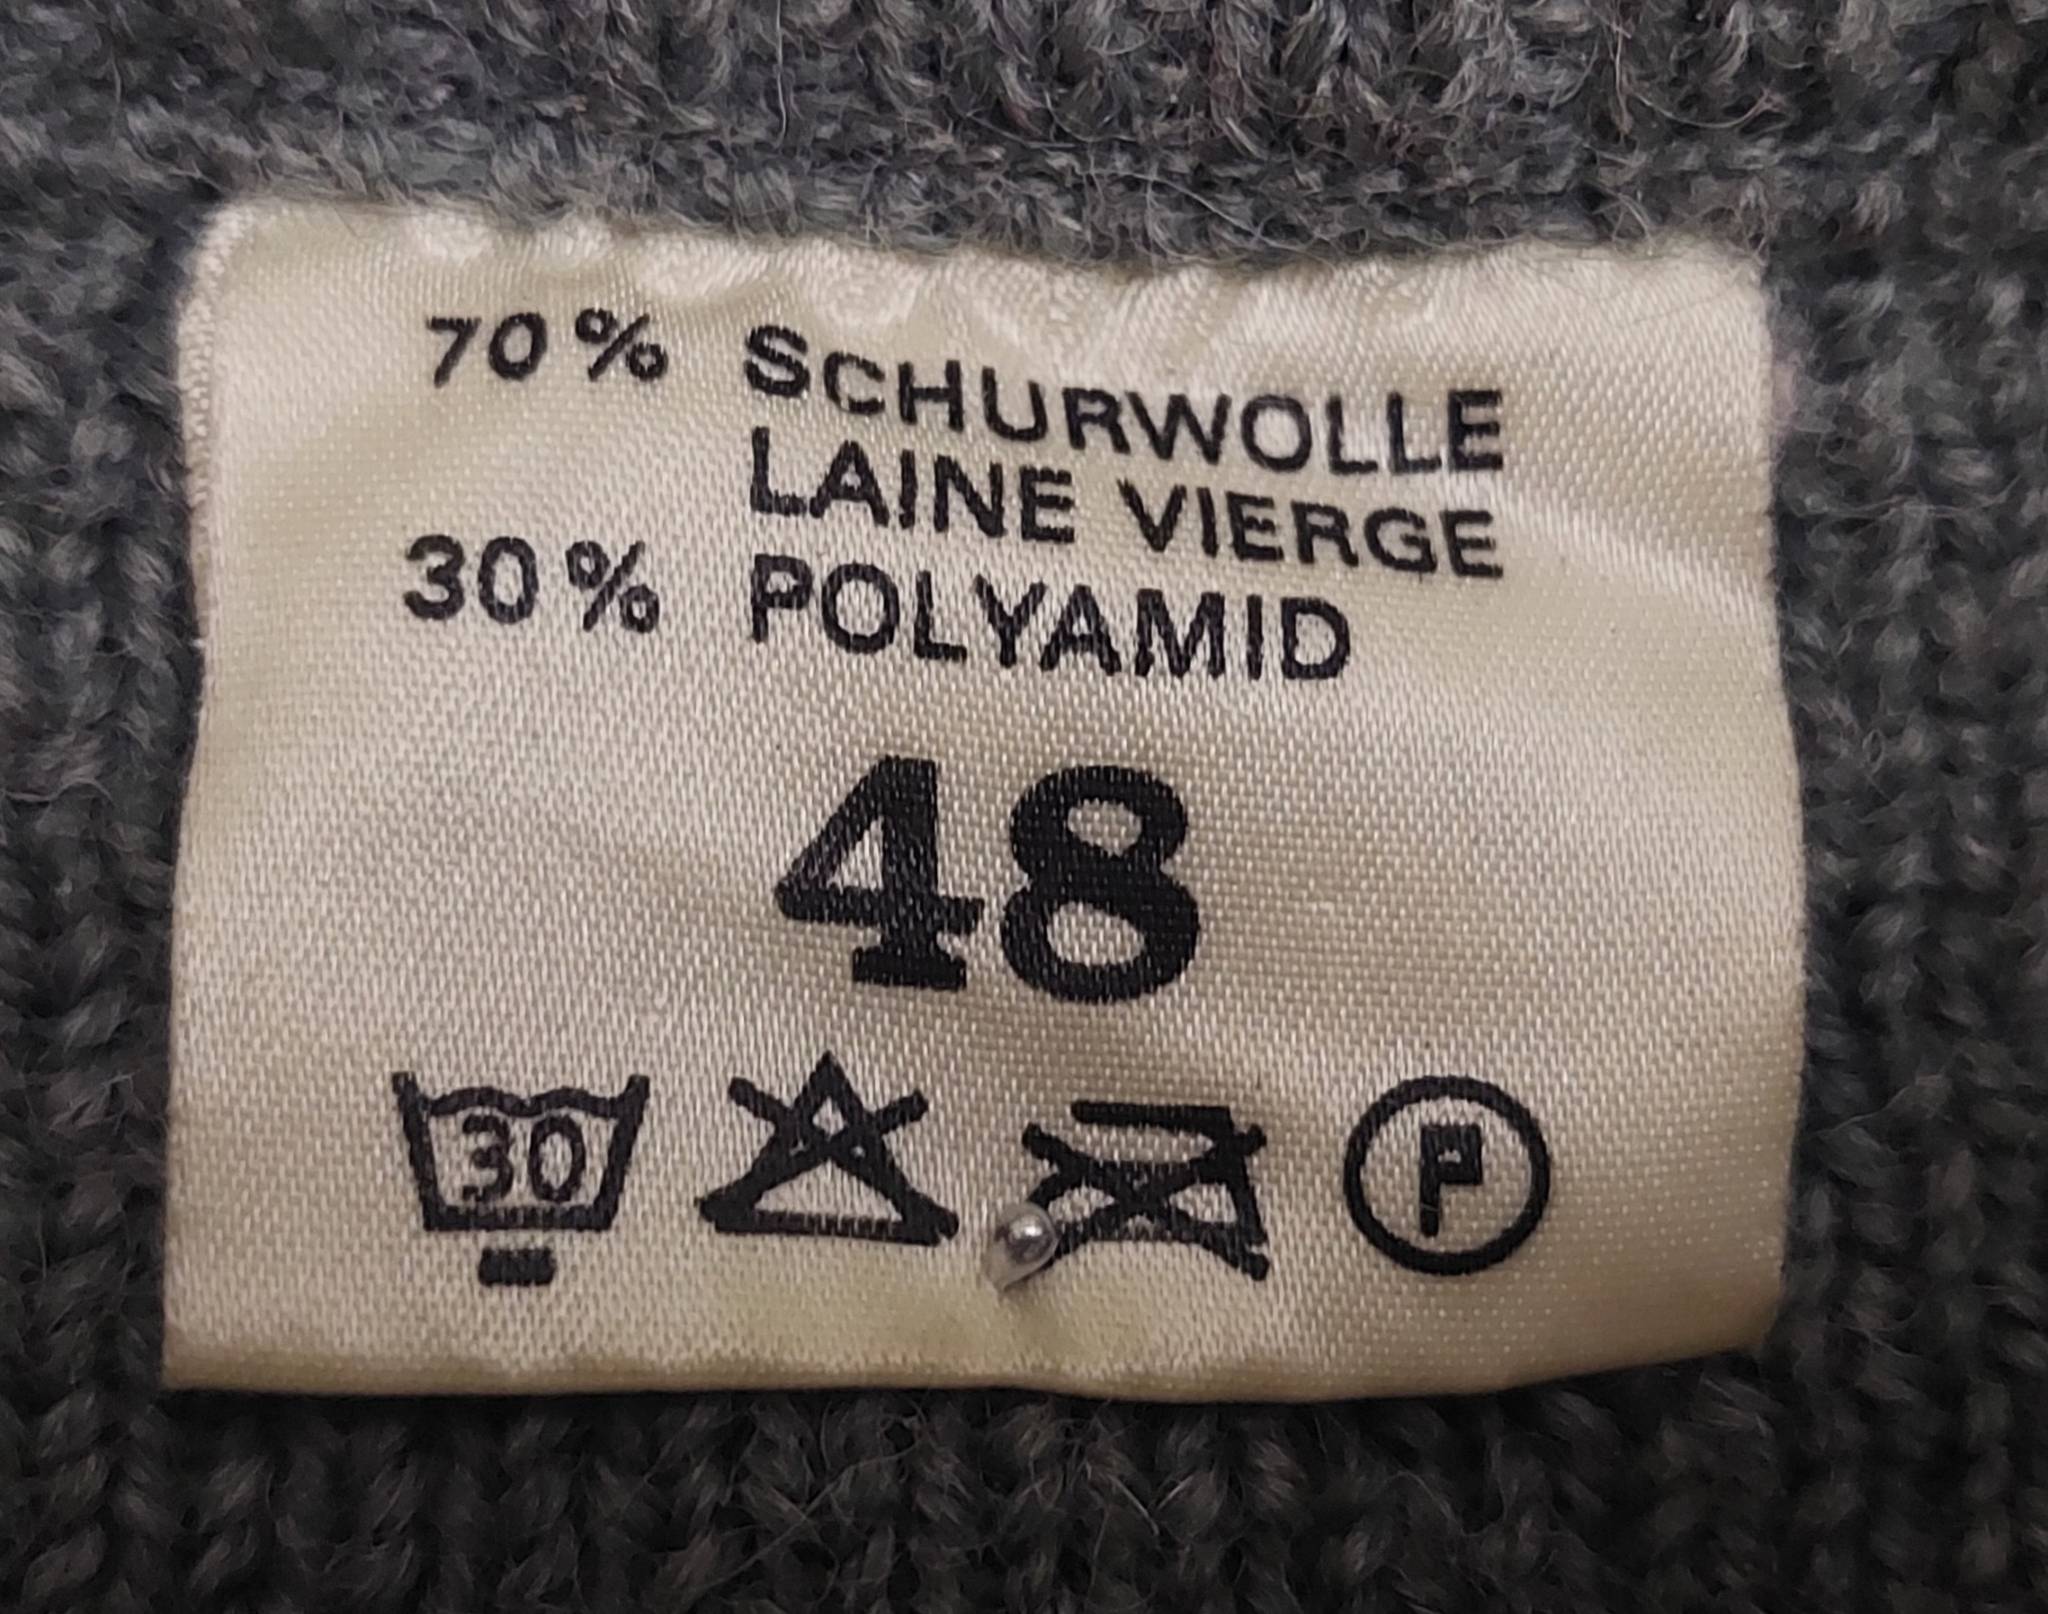 70% SCHURWOLLE
LAINE VIERGE
30% POLYAMID
48
30
P